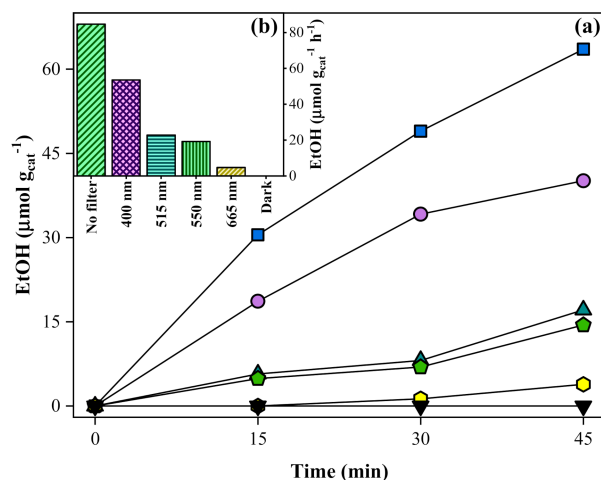 (b)
(a)
EtOH (μmol g_cat⁻¹)
60
45
30
15
0
0
15
30
45
Time (min)
80
60
40
20
0
EtOH (μmol g_cat⁻¹ h⁻¹)
No filter
400 nm
515 nm
550 nm
665 nm
Dark